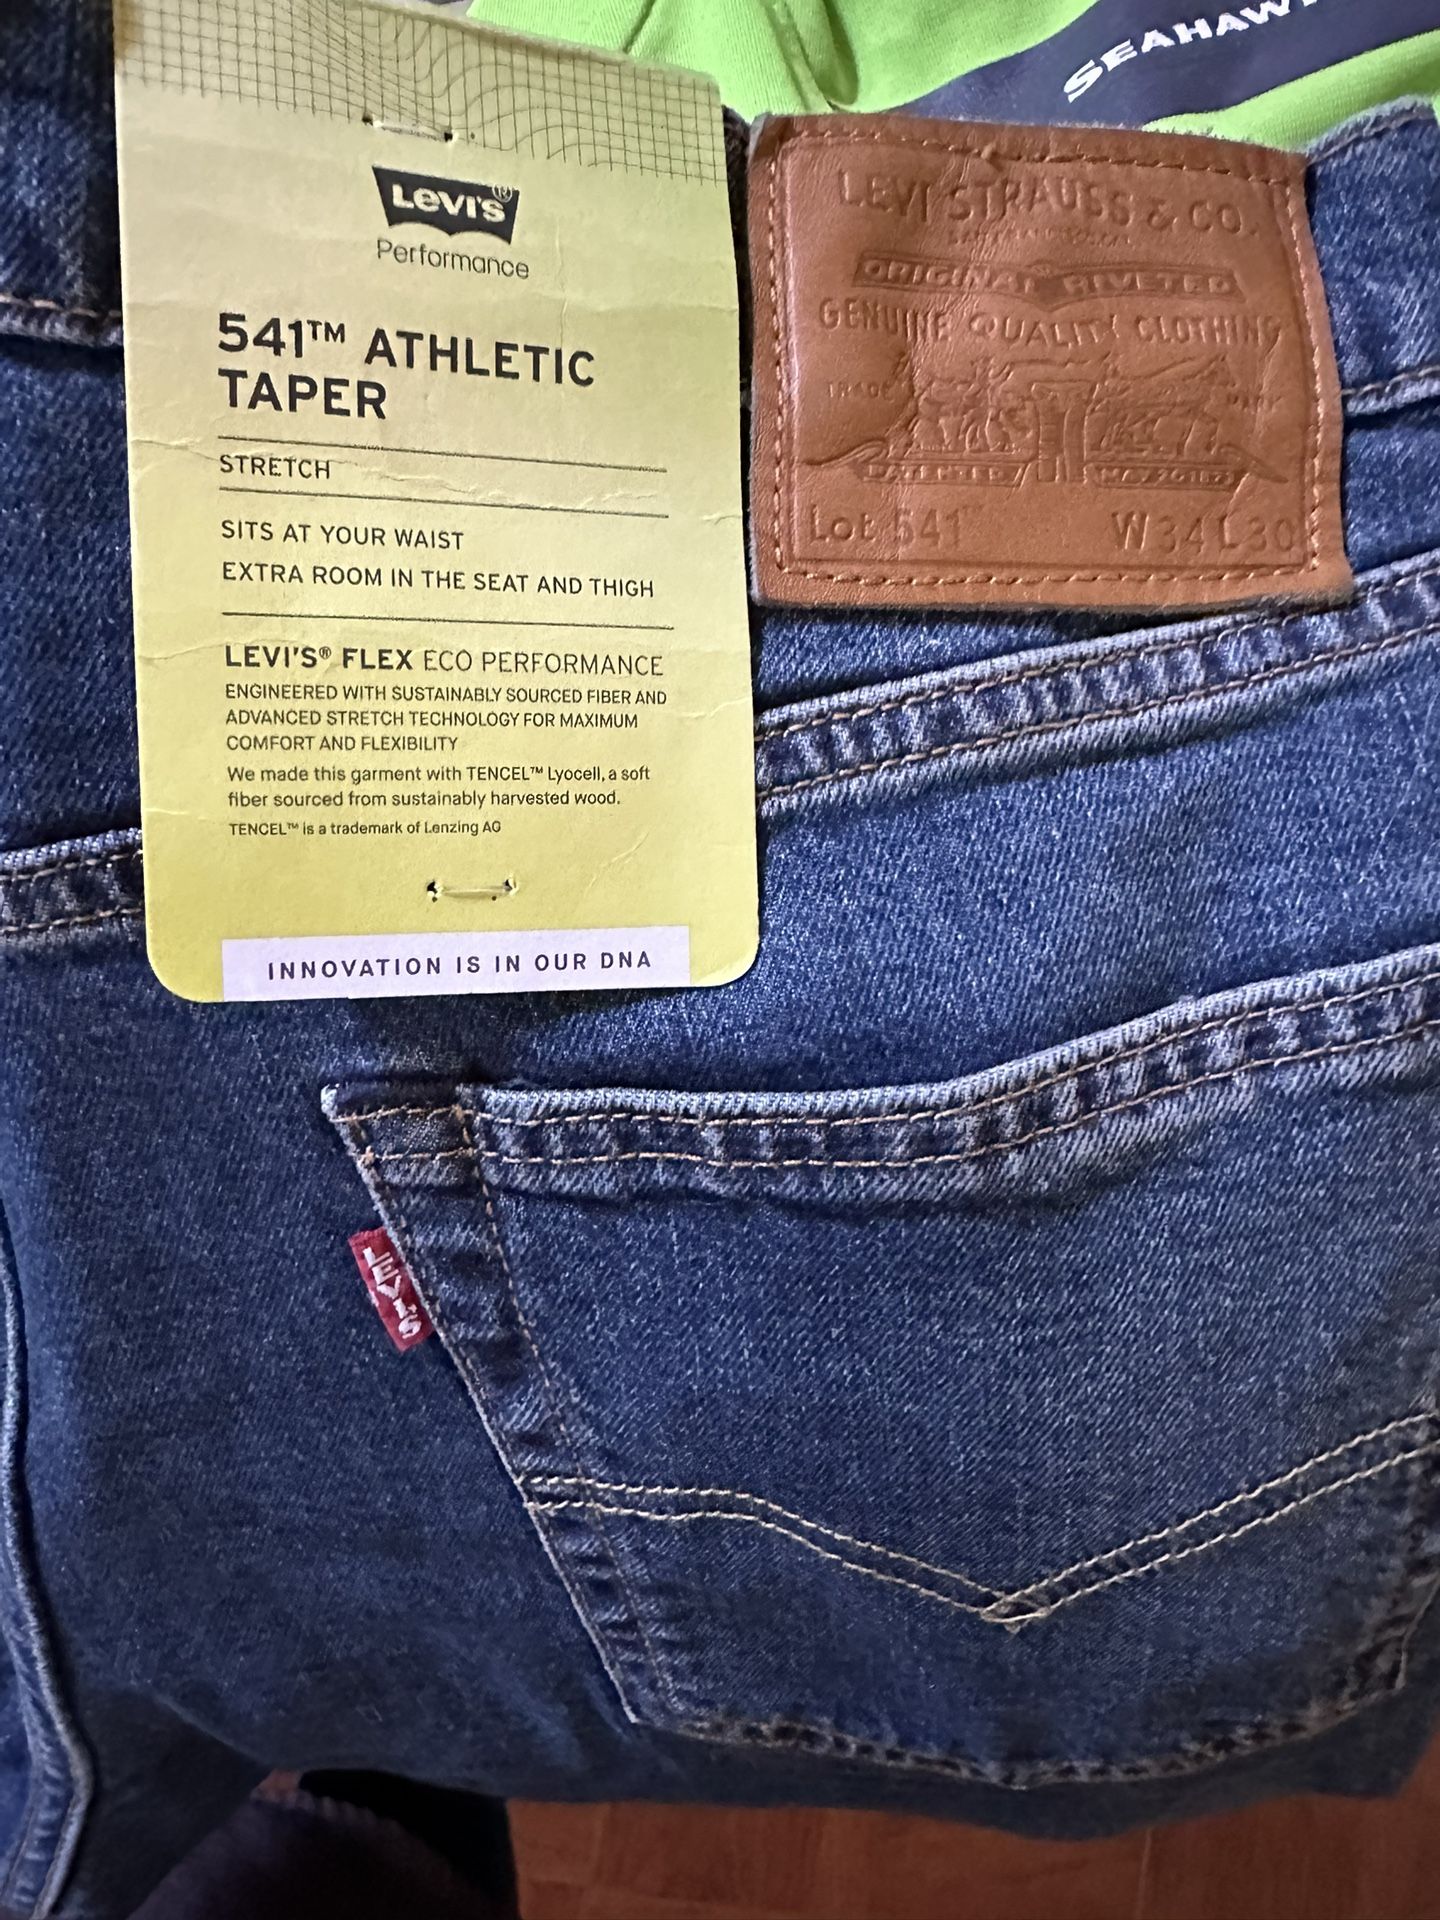 SEAHAW
Levi's®
Performance
541™ ATHLETIC
TAPER
STRETCH
SITS AT YOUR WAIST
EXTRA ROOM IN THE SEAT AND THIGH
LEVI'S® FLEX ECO PERFORMANCE
ENGINEERED WITH SUSTAINABLY SOURCED FIBER AND
ADVANCED STRETCH TECHNOLOGY FOR MAXIMUM
COMFORT AND FLEXIBILITY
We made this garment with TENCEL™ Lyocell, a soft
fiber sourced from sustainably harvested wood.
TENCEL™ is a trademark of Lenzing AG
INNOVATION IS IN OUR DNA
LEVI STRAUSS & CO.
ORIGINAL RIVETED
GENUINE QUALITY CLOTHING
TRADE MARK
PATENTED
Lot 541 W34 L30
LEVI'S